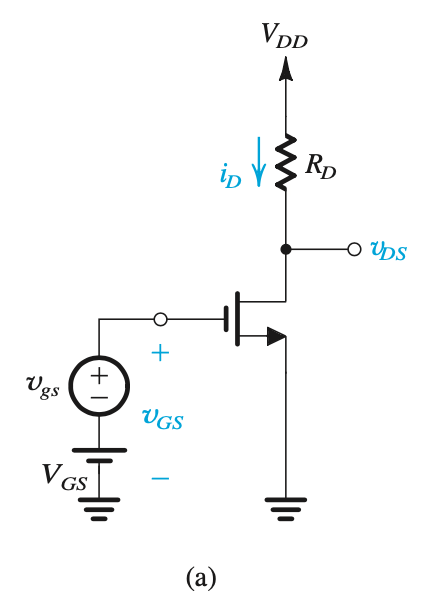 V_DD
i_D
R_D
v_DS
+
+
−
v_gs
v_GS
V_GS
−
(a)